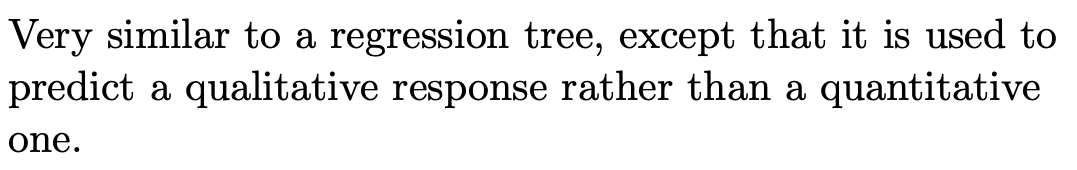 Very similar to a regression tree, except that it is used to
predict a qualitative response rather than a quantitative
one.